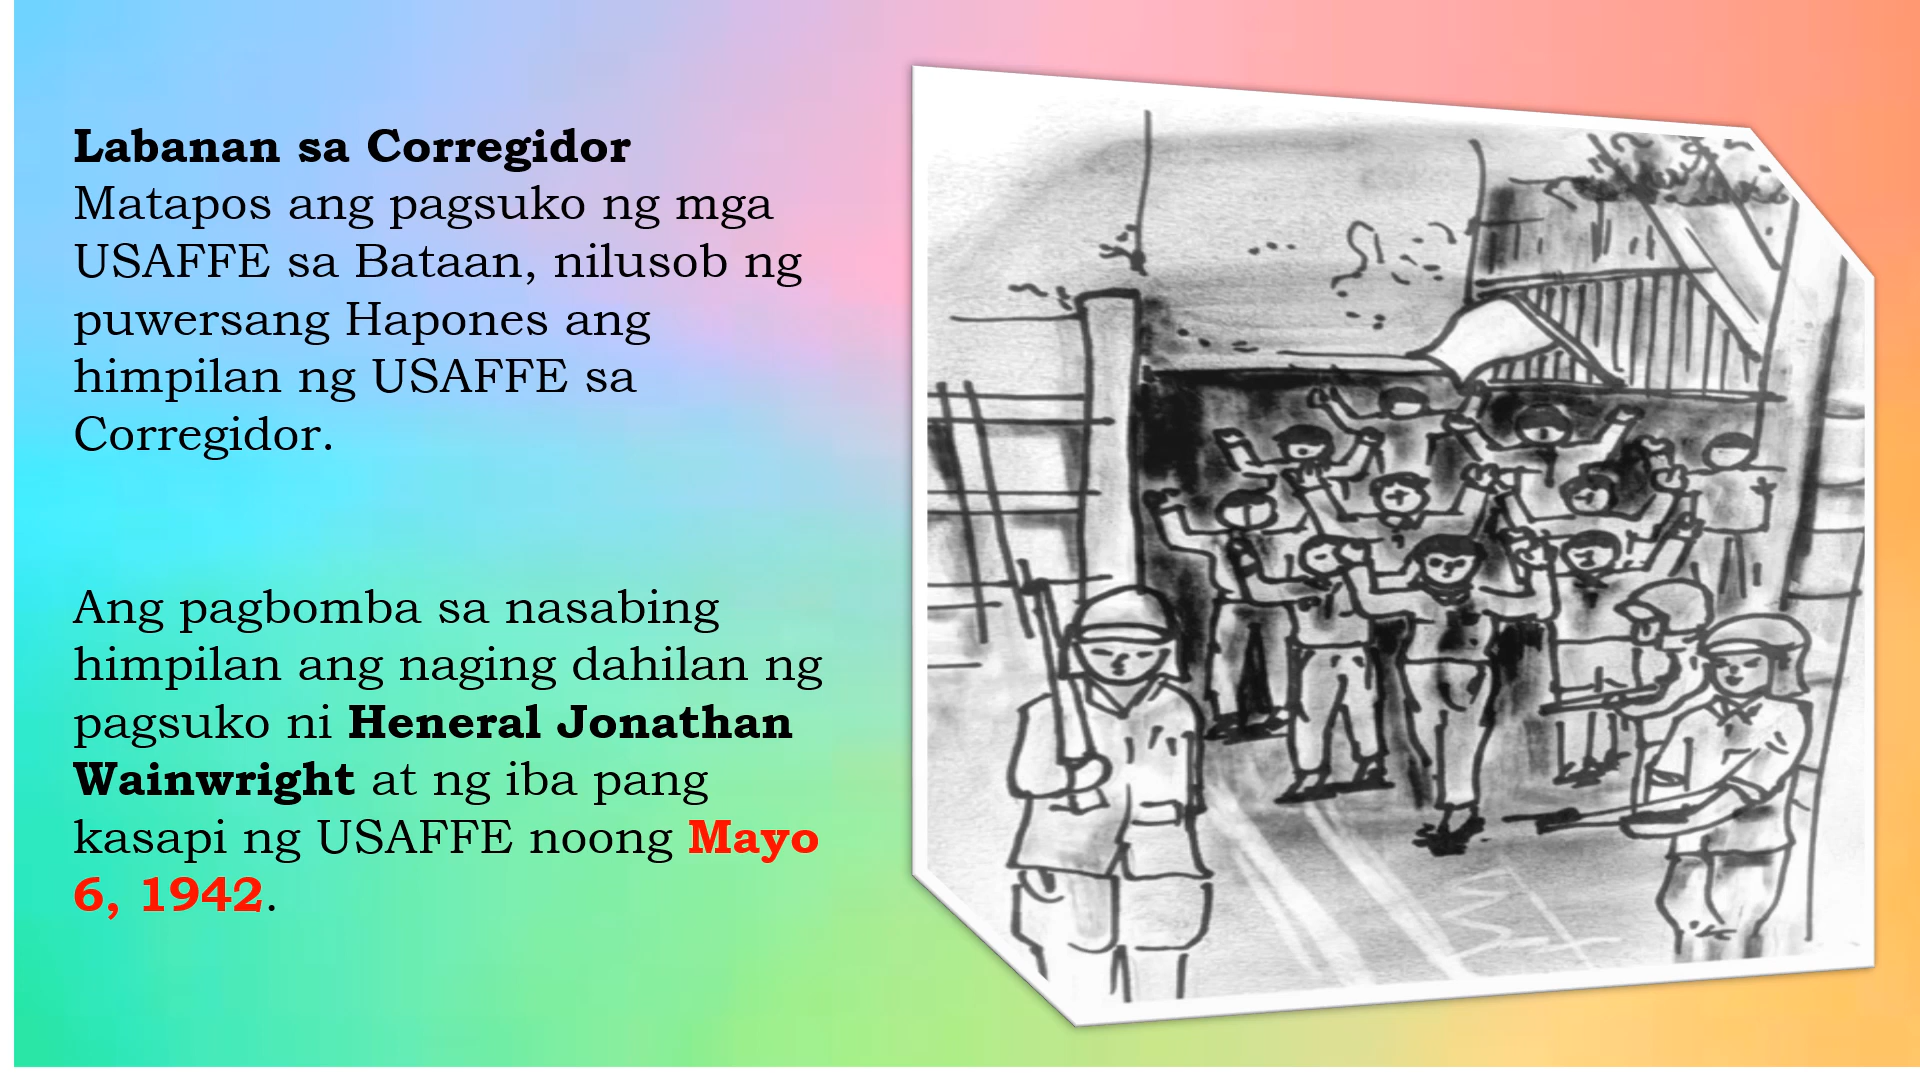 Labanan sa Corregidor
Matapos ang pagsuko ng mga
USAFFE sa Bataan, nilusob ng
puwersang Hapones ang
himpilan ng USAFFE sa
Corregidor.
Ang pagbomba sa nasabing
himpilan ang naging dahilan ng
pagsuko ni Heneral Jonathan
Wainwright at ng iba pang
kasapi ng USAFFE noong Mayo
6, 1942.